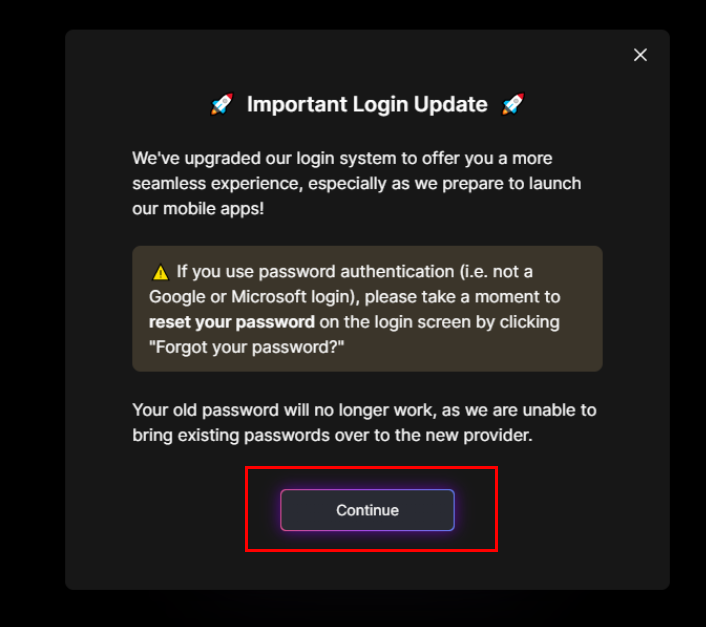 🚀 Important Login Update 🚀
We've upgraded our login system to offer you a more
seamless experience, especially as we prepare to launch
our mobile apps!
⚠️ If you use password authentication (i.e. not a
Google or Microsoft login), please take a moment to
reset your password on the login screen by clicking
"Forgot your password?"
Your old password will no longer work, as we are unable to
bring existing passwords over to the new provider.
Continue